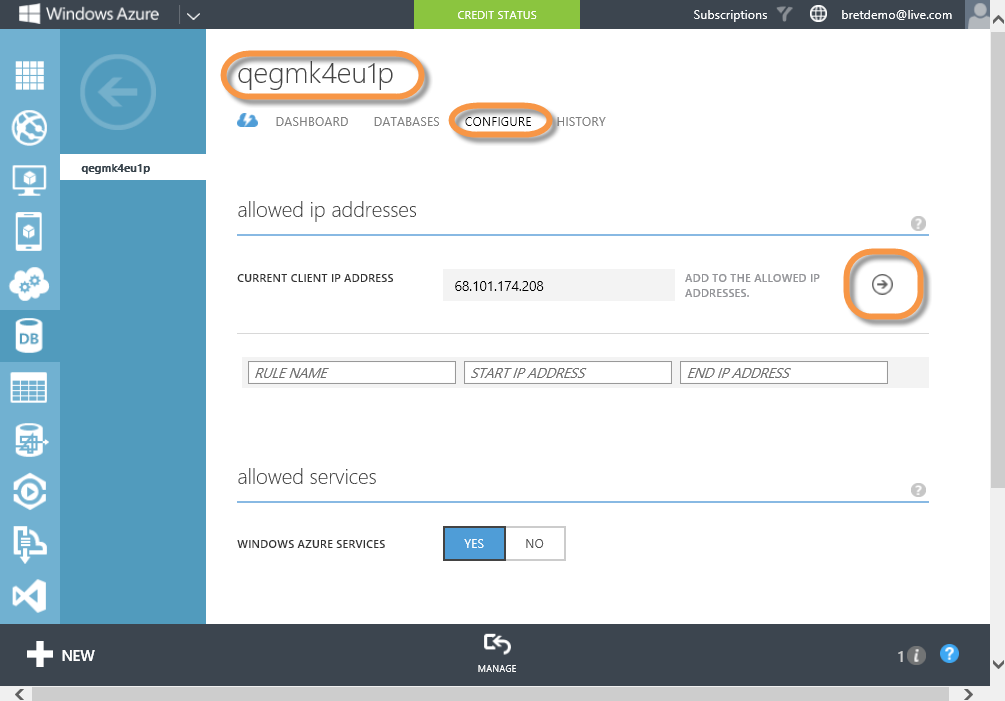 Windows Azure
CREDIT STATUS
Subscriptions
bretdemo@live.com
qegmk4eu1p
DASHBOARD DATABASES CONFIGURE HISTORY
qegmk4eu1p
allowed ip addresses
?
CURRENT CLIENT IP ADDRESS
68.101.174.208
ADD TO THE ALLOWED IP
ADDRESSES.
DB
RULE NAME START IP ADDRESS END IP ADDRESS
allowed services
?
WINDOWS AZURE SERVICES YES NO
NEW
MANAGE
1 i ?